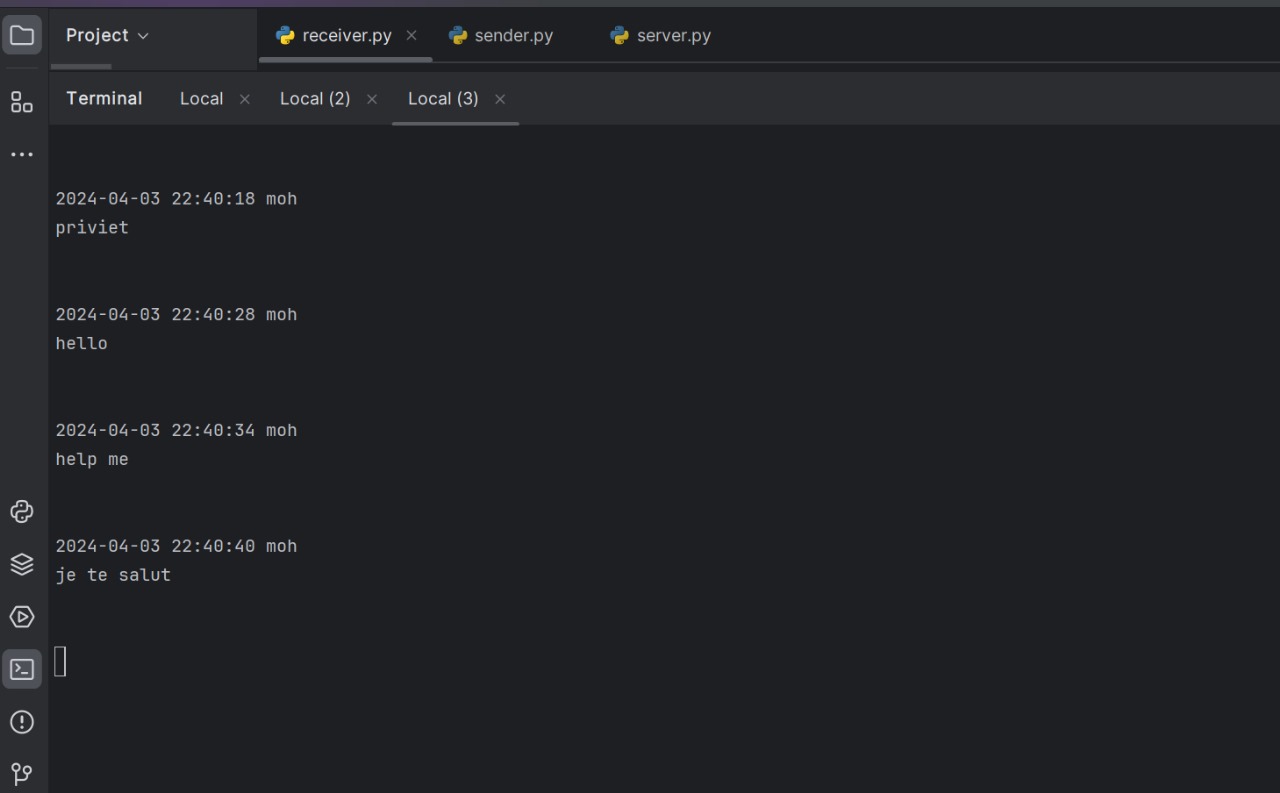 Project
receiver.py
sender.py
server.py
Terminal
Local
Local (2)
Local (3)
2024-04-03 22:40:18 moh
priviet
2024-04-03 22:40:28 moh
hello
2024-04-03 22:40:34 moh
help me
2024-04-03 22:40:40 moh
je te salut